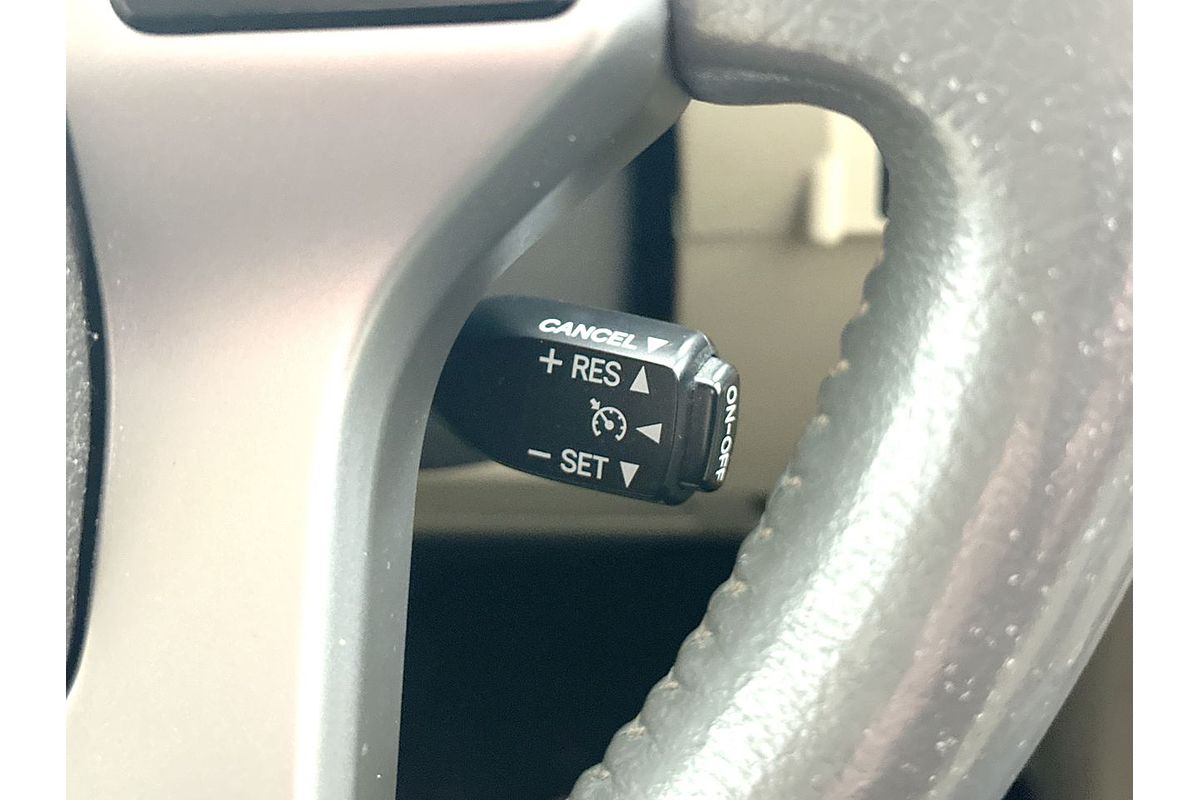 CANCEL ▼
+ RES ▲
◀
− SET ▼
ON-OFF